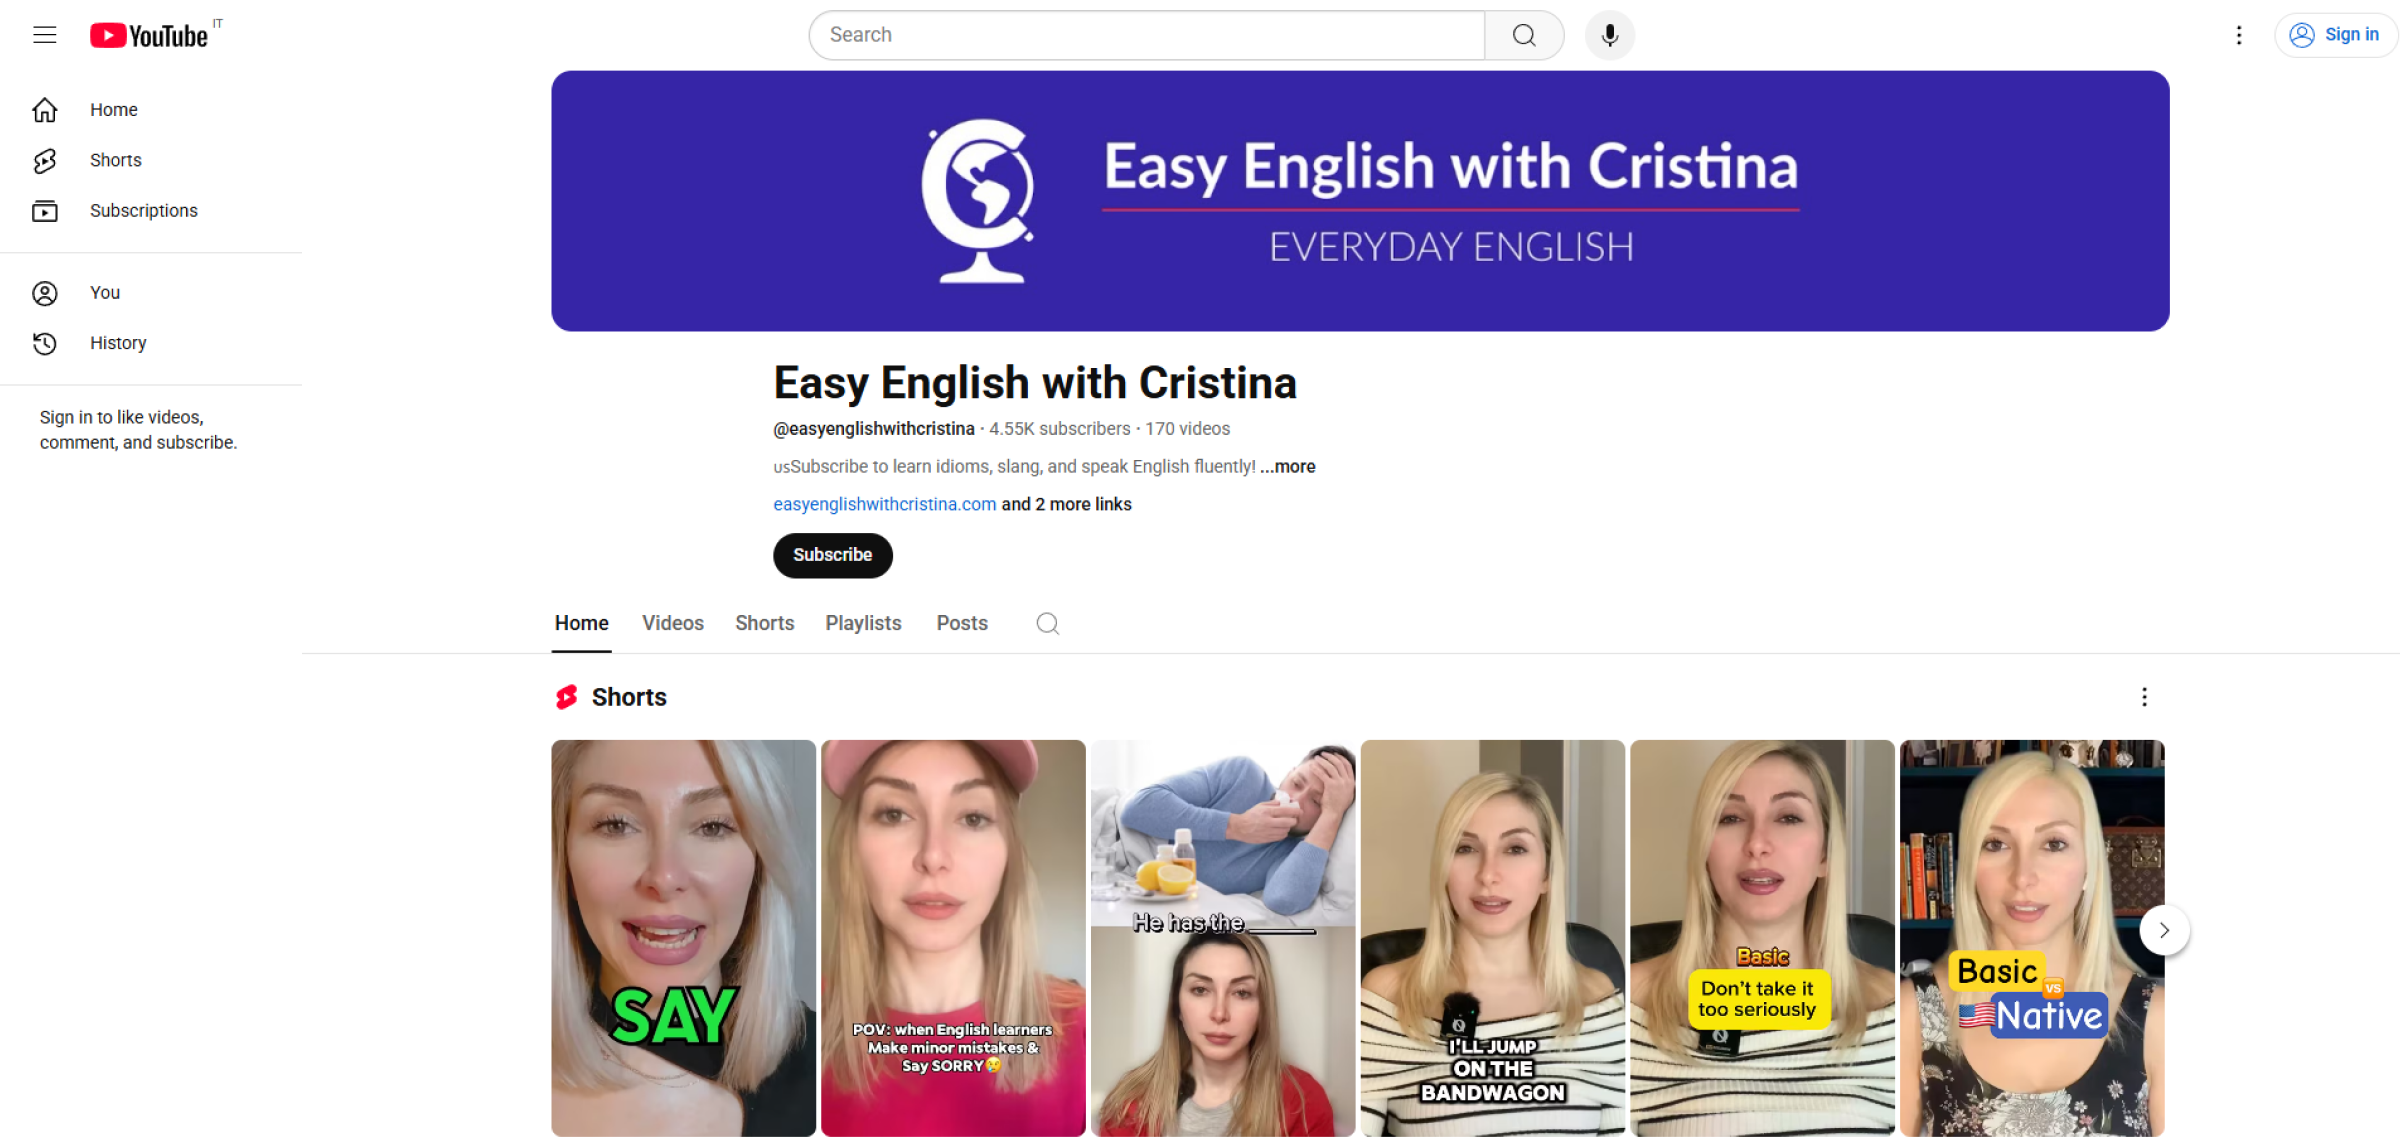 YouTube IT
Search
Sign in
Home
Shorts
Subscriptions
You
History
Sign in to like videos,
comment, and subscribe.
Easy English with Cristina
EVERYDAY ENGLISH
Easy English with Cristina
@easyenglishwithcristina · 4.55K subscribers · 170 videos
usSubscribe to learn idioms, slang, and speak English fluently! ...more
easyenglishwithcristina.com and 2 more links
Subscribe
Home Videos Shorts Playlists Posts
Shorts
SAY
POV: when English learners
Make minor mistakes &
Say SORRY😢
He has the ______
I'LL JUMP
ON THE
BANDWAGON
Basic
Don't take it
too seriously
Basic
vs
🇺🇸Native